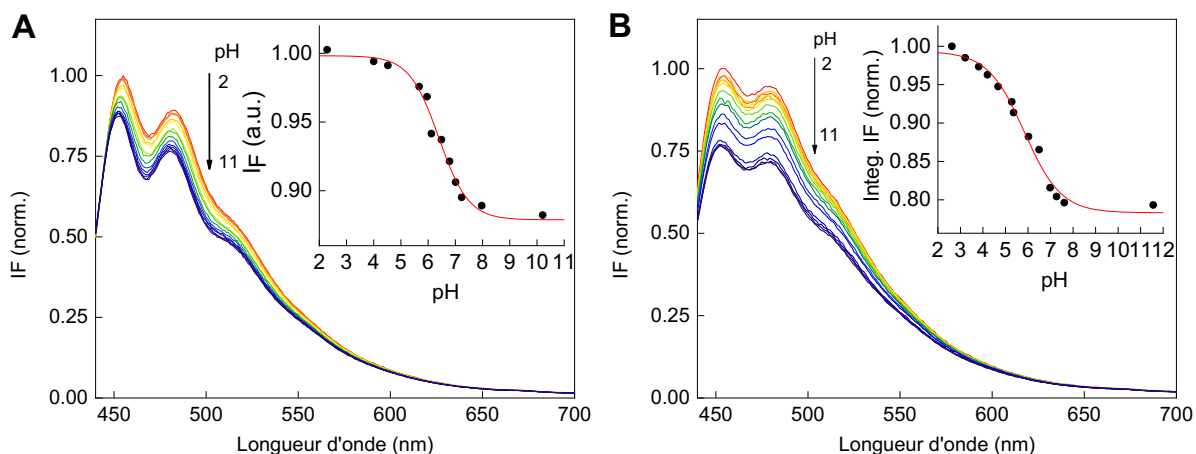 A
pH
2
11
IF (norm.)
1.00
0.75
0.50
0.25
0.00
450 500 550 600 650 700
Longueur d'onde (nm)
IF (a.u.)
1.00
0.95
0.90
2 3 4 5 6 7 8 9 10 11
pH
B
pH
2
11
IF (norm.)
1.00
0.75
0.50
0.25
0.00
450 500 550 600 650 700
Longueur d'onde (nm)
Integ. IF (norm.)
1.00
0.95
0.90
0.85
0.80
2 3 4 5 6 7 8 9 10 11 12
pH